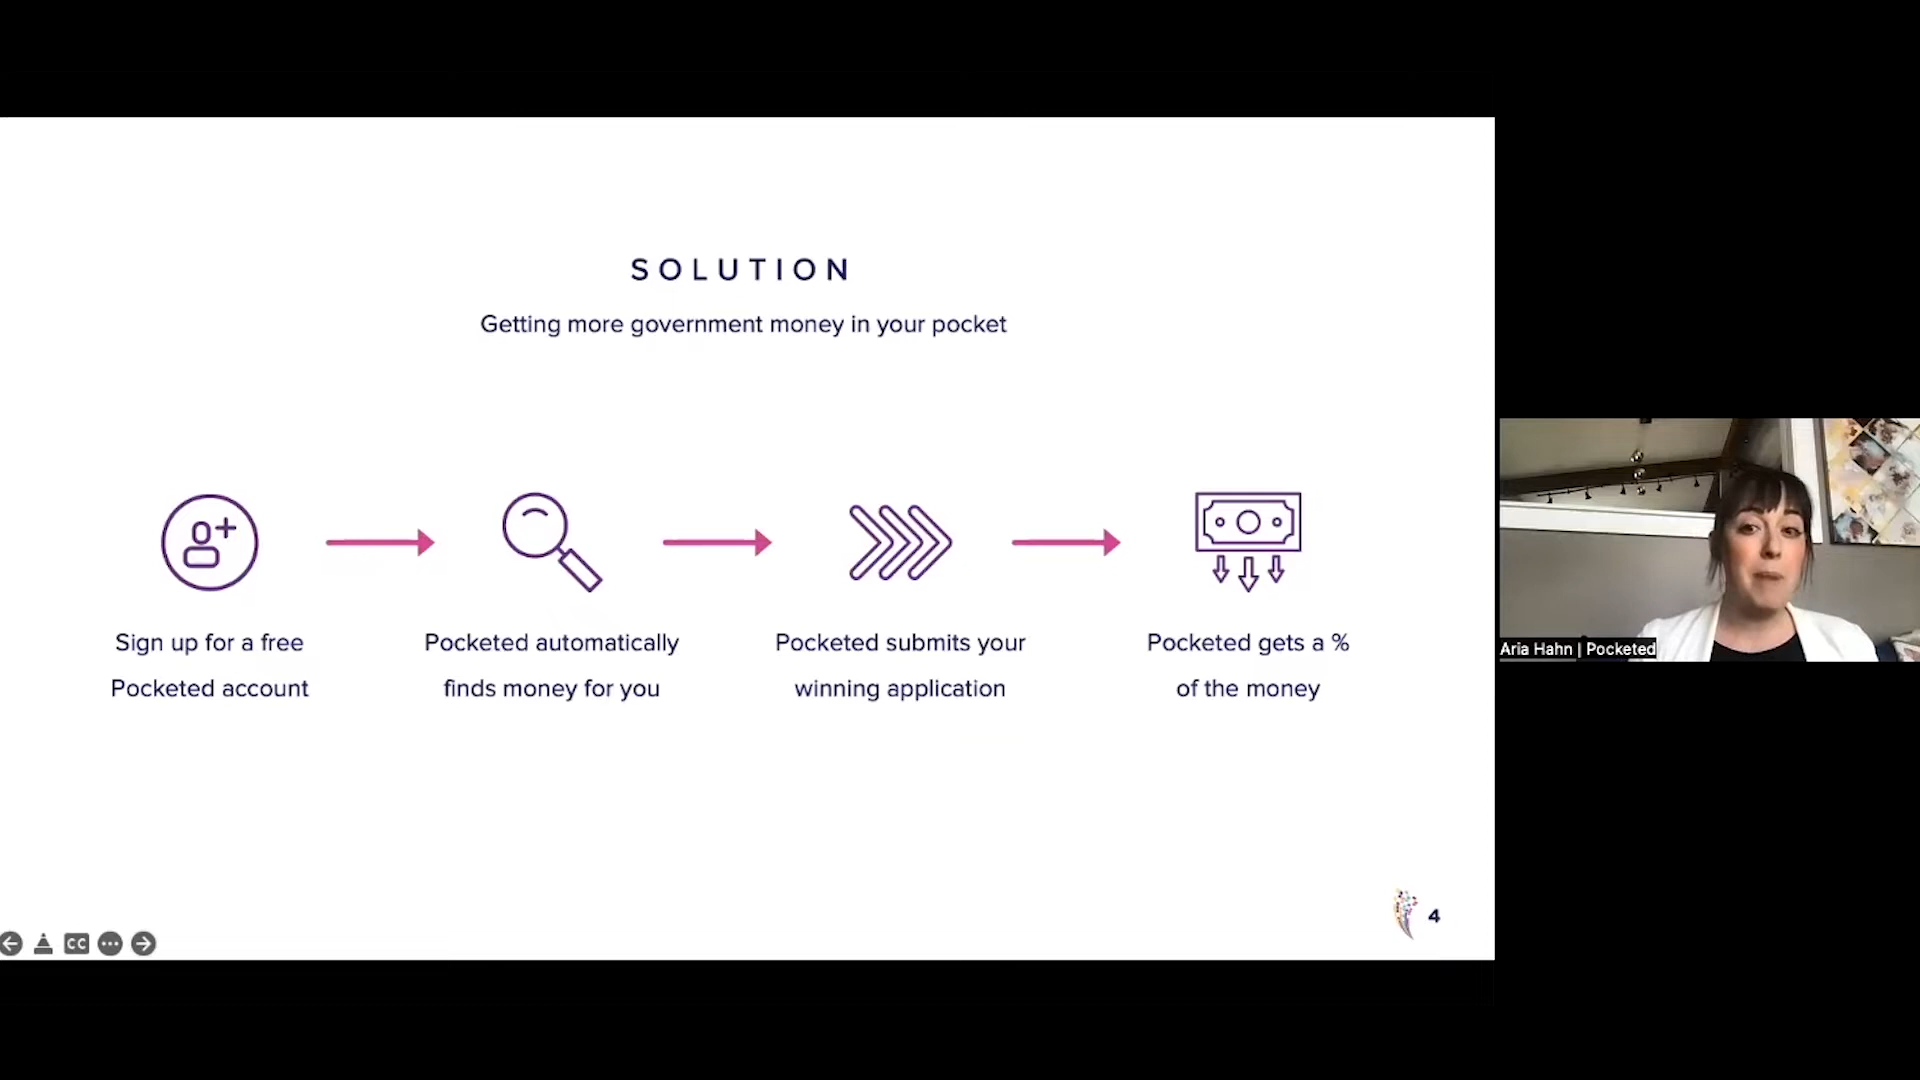 SOLUTION
Getting more government money in your pocket
Sign up for a free
Pocketed account
Pocketed automatically
finds money for you
Pocketed submits your
winning application
Pocketed gets a %
of the money
4
CC
Aria Hahn | Pocketed